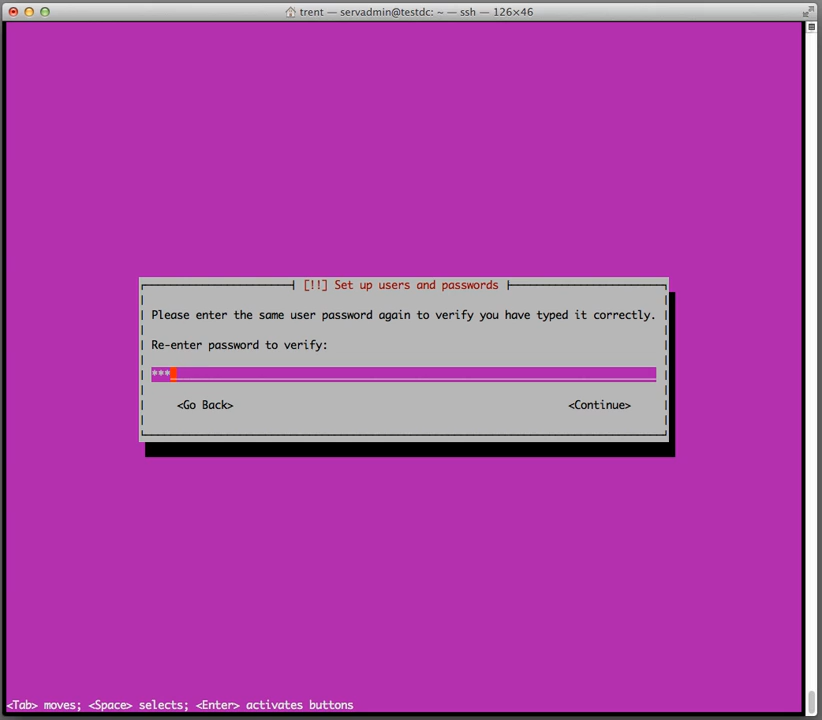 trent — servadmin@testdc: ~ — ssh — 126×46
[!!] Set up users and passwords
Please enter the same user password again to verify you have typed it correctly.
Re-enter password to verify:
***
<Go Back> <Continue>
<Tab> moves; <Space> selects; <Enter> activates buttons